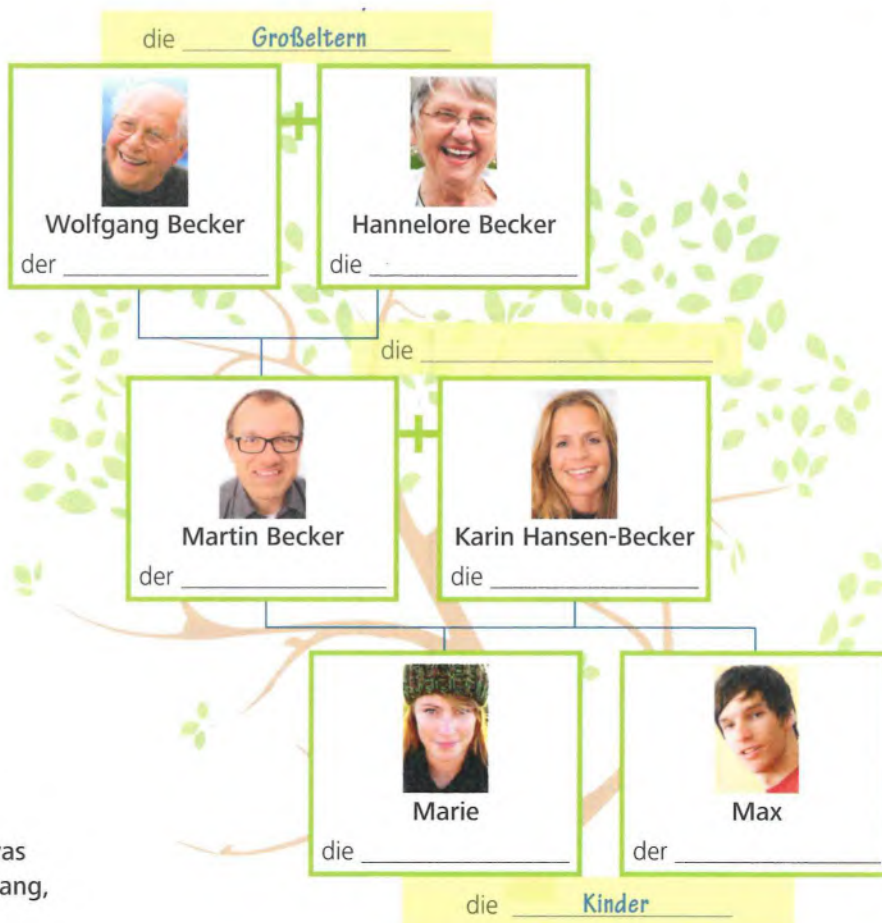 die Großeltern
Wolfgang Becker
Hannelore Becker
der
die
die
Martin Becker
Karin Hansen-Becker
der
die
Marie
Max
die
der
die Kinder